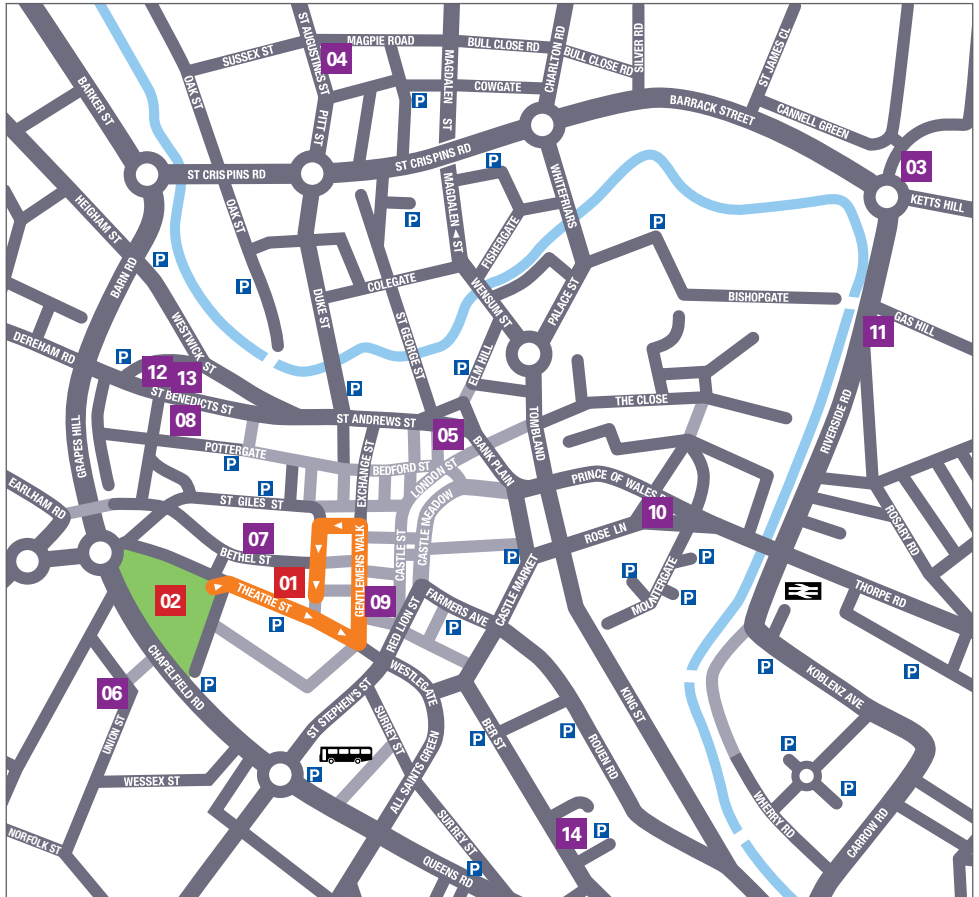 ST AUGUSTINES ST
MAGPIE ROAD
BULL CLOSE RD
CHARLTON RD
SILVER RD
ST JAMES CL
SUSSEX ST
04
BULL CLOSE RD
MAGDALEN ST
COWGATE
OAK ST
BARKER ST
P
PITT ST
BARRACK STREET
CANNELL GREEN
ST CRISPINS RD
ST CRISPINS RD
P
03
MAGDALEN ST
WHITEFRIARS
KETTS HILL
HEIGHAM ST
OAK ST
P
P
FISHERGATE
P
BARN RD
P
COLEGATE
WENSUM ST
PALACE ST
BISHOPGATE
DUKE ST
ST GEORGE ST
WESTWICK ST
GAS HILL
11
DEREHAM RD
P
12
13
ELM HILL
P
P
ST BENEDICTS ST
08
ST ANDREWS ST
THE CLOSE
TOMBLAND
RIVERSIDE RD
GRAPES HILL
POTTERGATE
P
05
EXCHANGE ST
BEDFORD ST
LONDON ST
BANK PLAIN
EARLHAM RD
P
ST GILES ST
CASTLE MEADOW
PRINCE OF WALES R
10
ROSE LN
ROSARY RD
07
BETHEL ST
GENTLEMENS WALK
CASTLE ST
P
P
P
MOUNTERGATE
P
THORPE RD
01
02
THEATRE ST
09
P
RED LION ST
FARMERS AVE
CASTLE MARKET
P
CHAPELFIELD RD
WESTLEGATE
P
P
06
P
KOBLENZ AVE
UNION ST
ST STEPHEN'S ST
SURREY ST
BER ST
KING ST
P
P
ROUEN RD
P
P
WESSEX ST
P
ALL SAINTS GREEN
WHERRY RD
CARROW RD
NORFOLK ST
SURREY ST
14
P
P
QUEENS RD